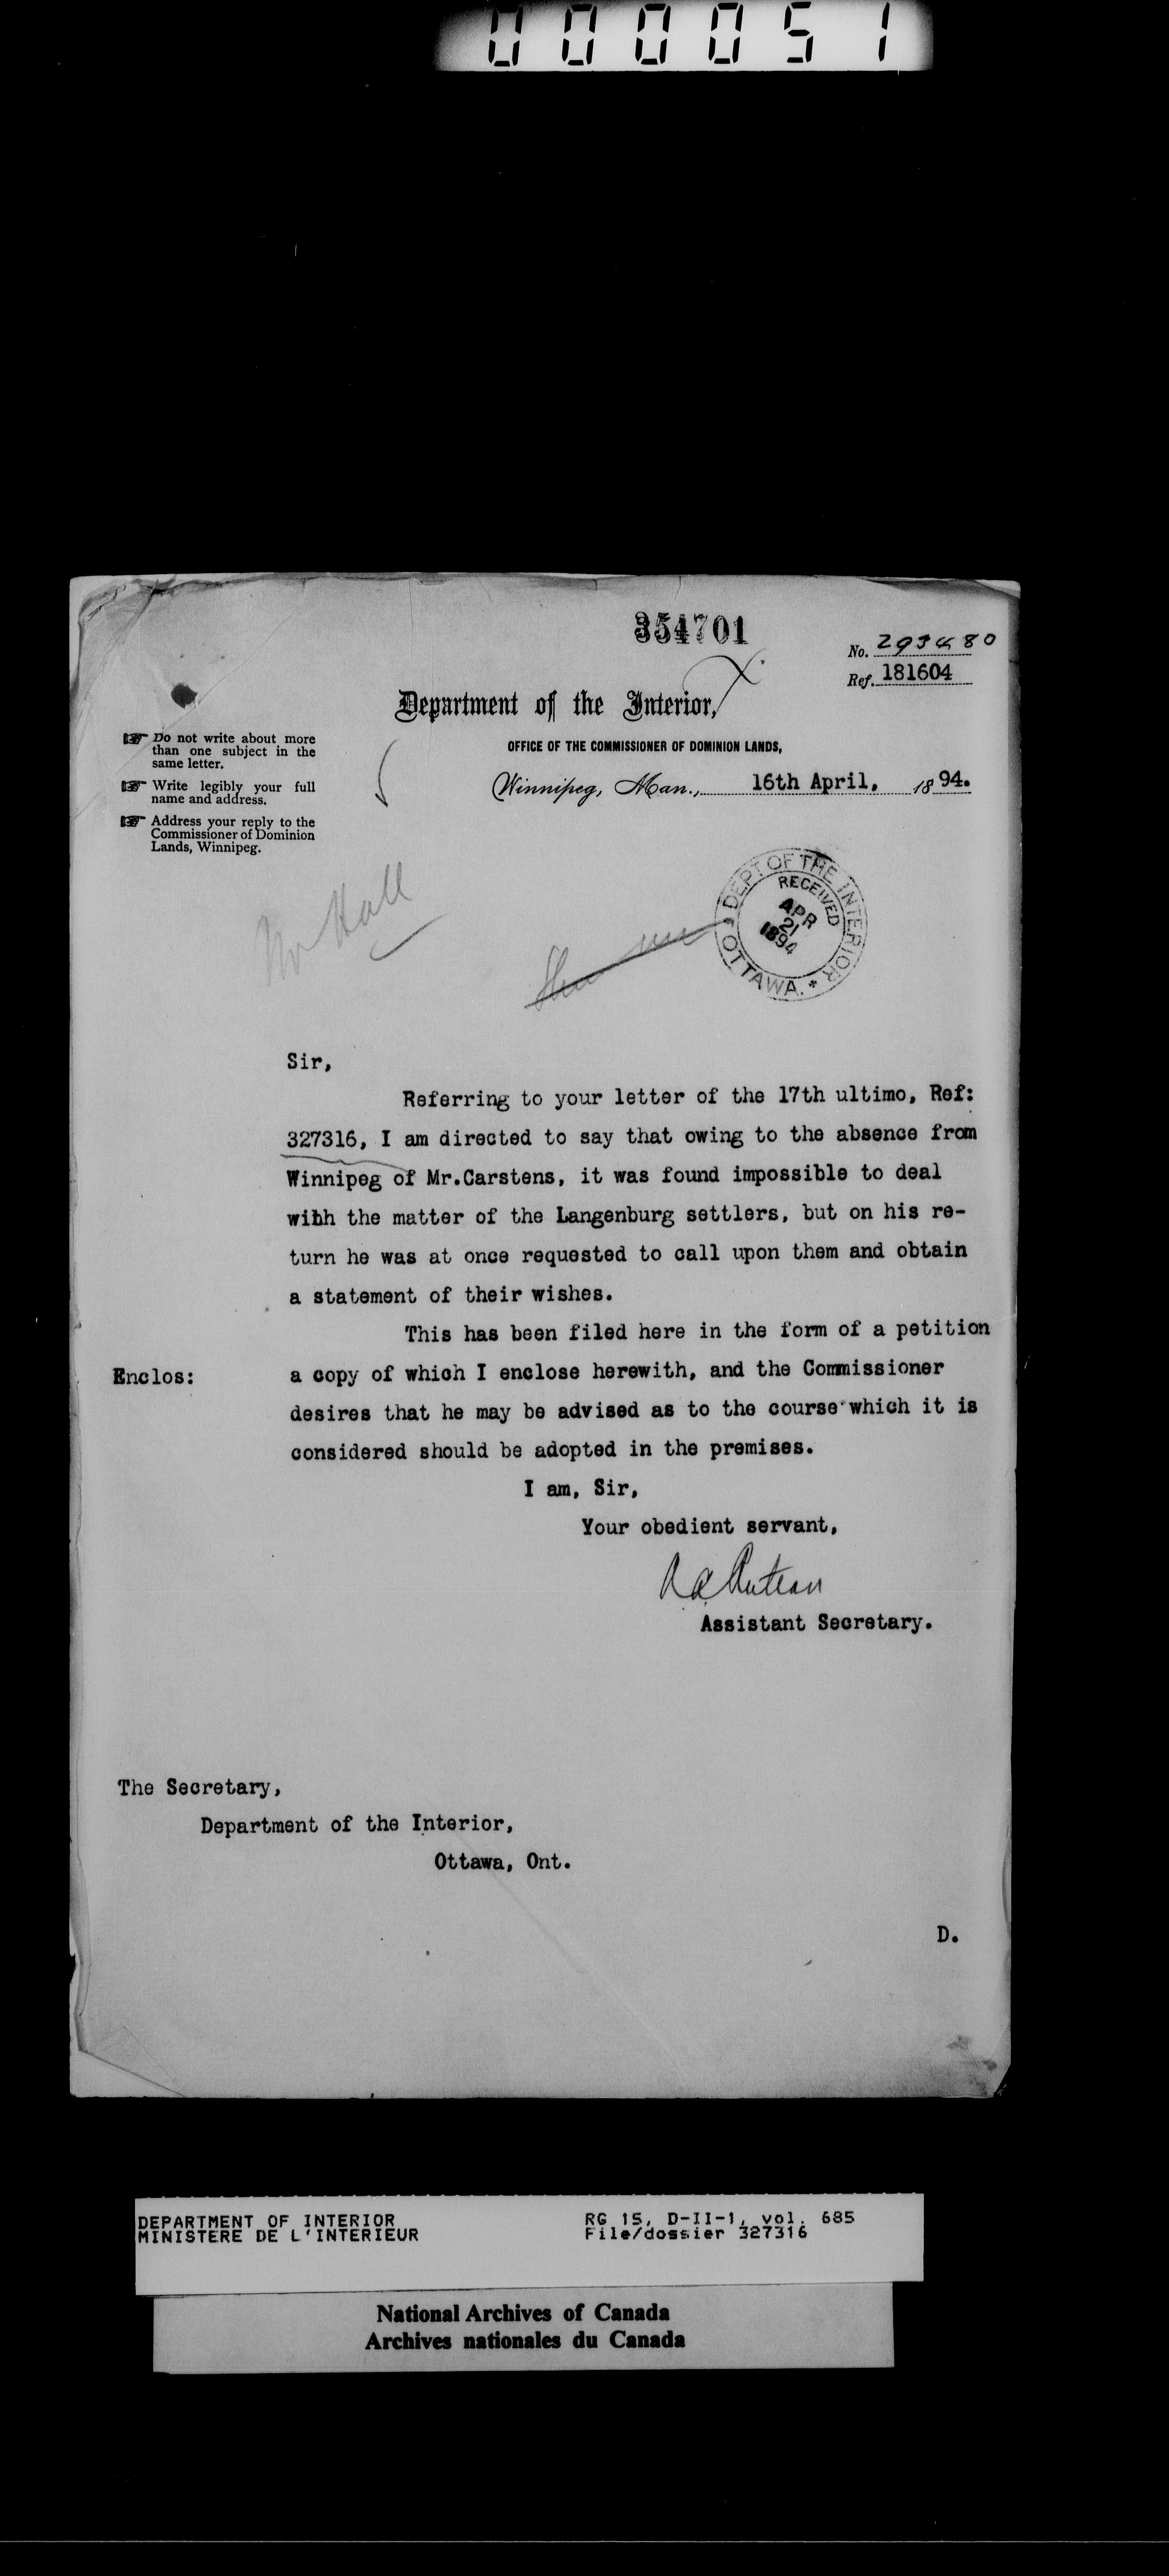 000051
354701
No. 293480
Ref. 181604
Department of the Interior,
OFFICE OF THE COMMISSIONER OF DOMINION LANDS,
Winnipeg, Man., 16th April, 1894.
Do not write about more
than one subject in the
same letter.
Write legibly your full
name and address.
Address your reply to the
Commissioner of Dominion
Lands, Winnipeg.
Mr Hall
DEPT OF THE INTERIOR
RECEIVED
APR
21
1894
OTTAWA. *
Sir,
Referring to your letter of the 17th ultimo, Ref:
327316, I am directed to say that owing to the absence from
Winnipeg of Mr.Carstens, it was found impossible to deal
wihh the matter of the Langenburg settlers, but on his re-
turn he was at once requested to call upon them and obtain
a statement of their wishes.
This has been filed here in the form of a petition
Enclos: a copy of which I enclose herewith, and the Commissioner
desires that he may be advised as to the course which it is
considered should be adopted in the premises.
I am, Sir,
Your obedient servant,
Assistant Secretary.
The Secretary,
Department of the Interior,
Ottawa, Ont.
D.
DEPARTMENT OF INTERIOR RG 15, D-II-1, vol. 685
MINISTERE DE L'INTERIEUR File/dossier 327316
National Archives of Canada
Archives nationales du Canada